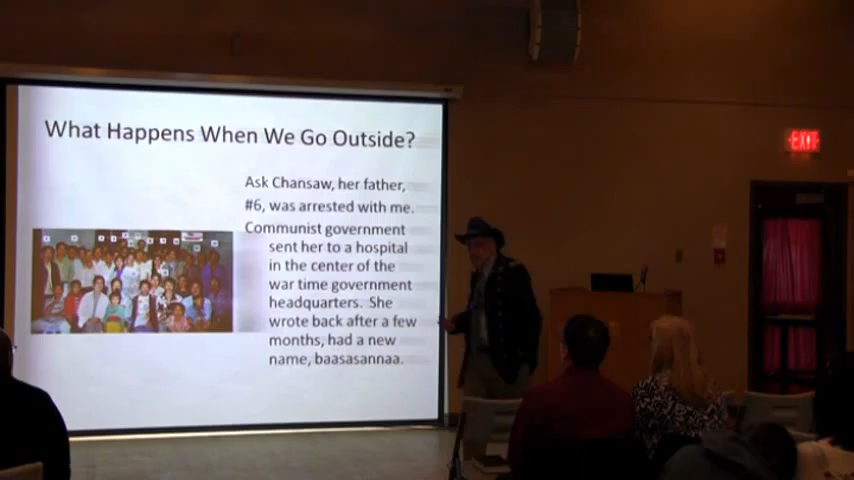 What Happens When We Go Outside?
Ask Chansaw, her father,
#6, was arrested with me.
Communist government
sent her to a hospital
in the center of the
war time government
headquarters. She
wrote back after a few
months, had a new
name, baasasannaa.
EXIT